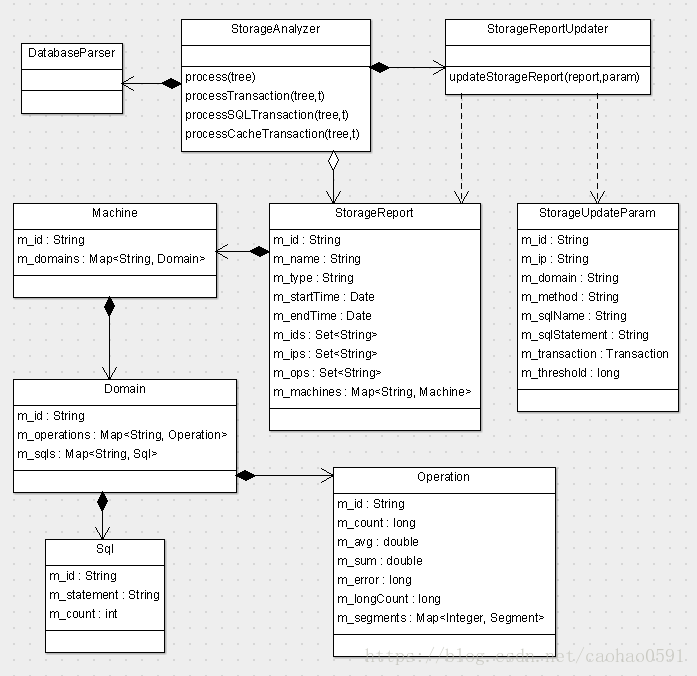 DatabaseParser
StorageAnalyzer
process(tree)
processTransaction(tree,t)
processSQLTransaction(tree,t)
processCacheTransaction(tree,t)
StorageReportUpdater
updateStorageReport(report,param)
Machine
m_id : String
m_domains : Map<String, Domain>
StorageReport
m_id : String
m_name : String
m_type : String
m_startTime : Date
m_endTime : Date
m_ids : Set<String>
m_ips : Set<String>
m_ops : Set<String>
m_machines : Map<String, Machine>
StorageUpdateParam
m_id : String
m_ip : String
m_domain : String
m_method : String
m_sqlName : String
m_sqlStatement : String
m_transaction : Transaction
m_threshold : long
Domain
m_id : String
m_operations : Map<String, Operation>
m_sqls : Map<String, Sql>
Sql
m_id : String
m_statement : String
m_count : int
Operation
m_id : String
m_count : long
m_avg : double
m_sum : double
m_error : long
m_longCount : long
m_segments : Map<Integer, Segment>
https://blog.csdn.net/caohao0591